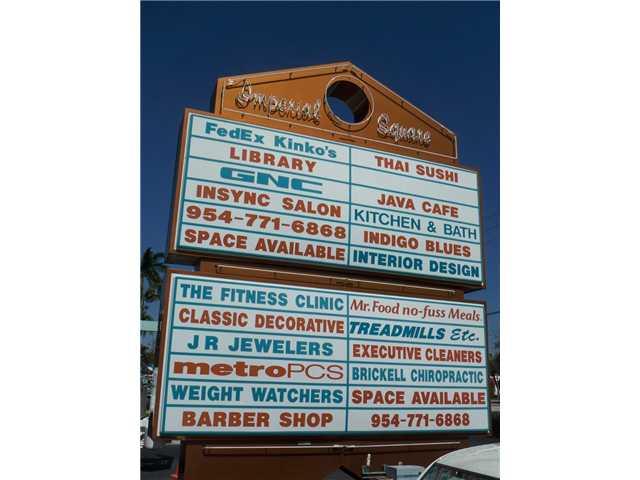 Imperial Square
FedEx Kinko's
LIBRARY
GNC
INSYNC SALON
954-771-6868
SPACE AVAILABLE
THAI SUSHI
JAVA CAFE
KITCHEN & BATH
INDIGO BLUES
INTERIOR DESIGN
THE FITNESS CLINIC
CLASSIC DECORATIVE
J R JEWELERS
metroPCS
WEIGHT WATCHERS
BARBER SHOP
Mr. Food no-fuss Meals
TREADMILLS Etc.
EXECUTIVE CLEANERS
BRICKELL CHIROPRACTIC
SPACE AVAILABLE
954-771-6868